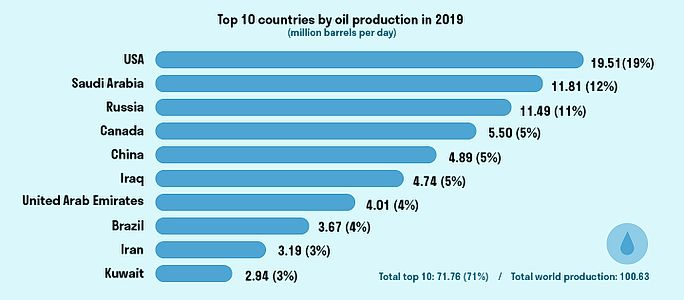 Top 10 countries by oil production in 2019
(million barrels per day)
USA 19.51(19%)
Saudi Arabia 11.81 (12%)
Russia 11.49 (11%)
Canada 5.50 (5%)
China 4.89 (5%)
Iraq 4.74 (5%)
United Arab Emirates 4.01 (4%)
Brazil 3.67 (4%)
Iran 3.19 (3%)
Kuwait 2.94 (3%)
Total top 10: 71.76 (71%) / Total world production: 100.63